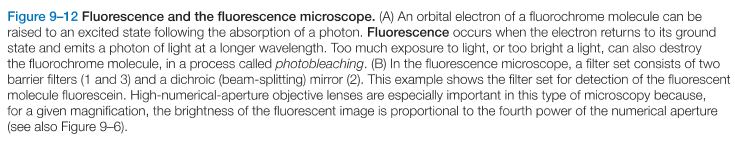 Figure 9–12 Fluorescence and the fluorescence microscope. (A) An orbital electron of a fluorochrome molecule can be
raised to an excited state following the absorption of a photon. Fluorescence occurs when the electron returns to its ground
state and emits a photon of light at a longer wavelength. Too much exposure to light, or too bright a light, can also destroy
the fluorochrome molecule, in a process called photobleaching. (B) In the fluorescence microscope, a filter set consists of two
barrier filters (1 and 3) and a dichroic (beam-splitting) mirror (2). This example shows the filter set for detection of the fluorescent
molecule fluorescein. High-numerical-aperture objective lenses are especially important in this type of microscopy because,
for a given magnification, the brightness of the fluorescent image is proportional to the fourth power of the numerical aperture
(see also Figure 9–6).